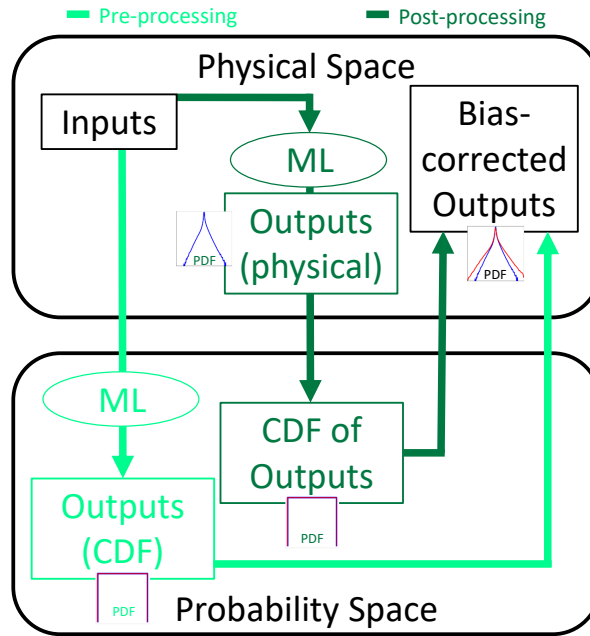 Pre-processing
Post-processing
Physical Space
Inputs
ML
Outputs
(physical)
PDF
Bias-
corrected
Outputs
PDF
ML
Outputs
(CDF)
PDF
CDF of
Outputs
PDF
Probability Space